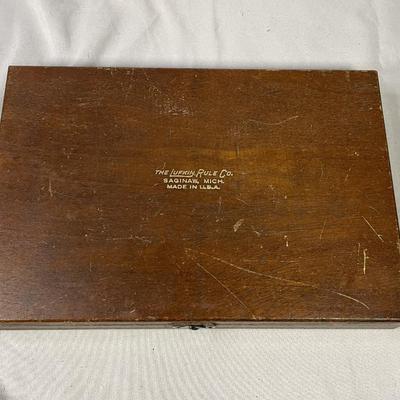 THE LUFKIN RULE CO.
SAGINAW, MICH.
MADE IN U.S.A.